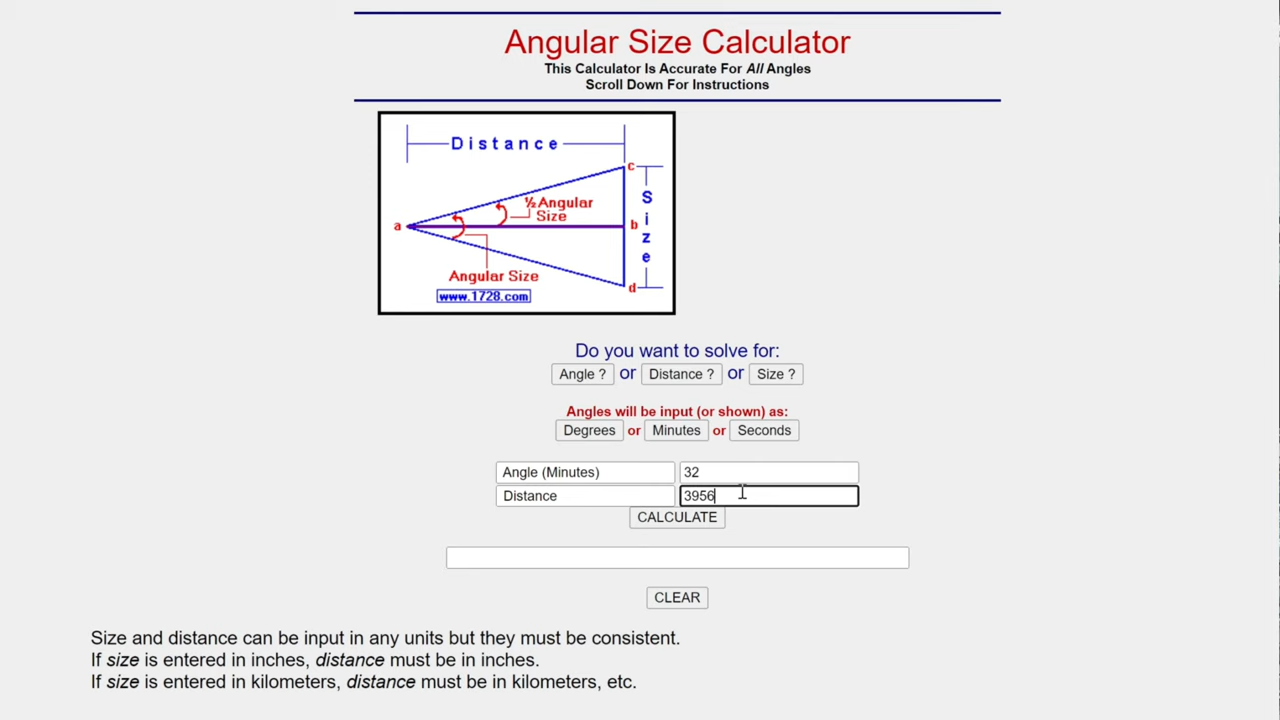 Angular Size Calculator
This Calculator Is Accurate For All Angles
Scroll Down For Instructions
Distance
c
½Angular
Size
Size
a
b
Angular Size
d
www.1728.com
Do you want to solve for:
Angle ? or Distance ? or Size ?
Angles will be input (or shown) as:
Degrees or Minutes or Seconds
Angle (Minutes) 32
Distance 3956
CALCULATE
CLEAR
Size and distance can be input in any units but they must be consistent.
If size is entered in inches, distance must be in inches.
If size is entered in kilometers, distance must be in kilometers, etc.